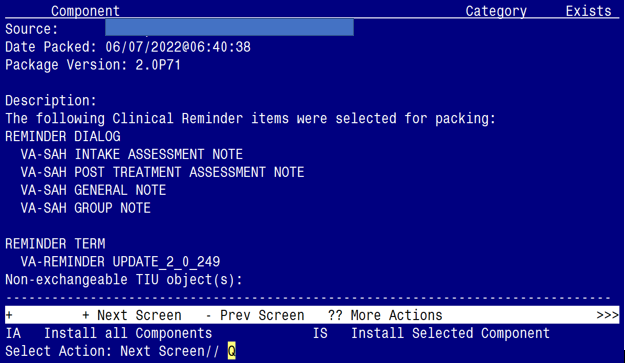 Component Category Exists
Source:
Date Packed: 06/07/2022@06:40:38
Package Version: 2.0P71
Description:
The following Clinical Reminder items were selected for packing:
REMINDER DIALOG
VA-SAH INTAKE ASSESSMENT NOTE
VA-SAH POST TREATMENT ASSESSMENT NOTE
VA-SAH GENERAL NOTE
VA-SAH GROUP NOTE
REMINDER TERM
VA-REMINDER UPDATE_2_0_249
Non-exchangeable TIU object(s):
--------------------------------------------------------------------------------
+ + Next Screen - Prev Screen ?? More Actions >>>
IA Install all Components IS Install Selected Component
Select Action: Next Screen// Q